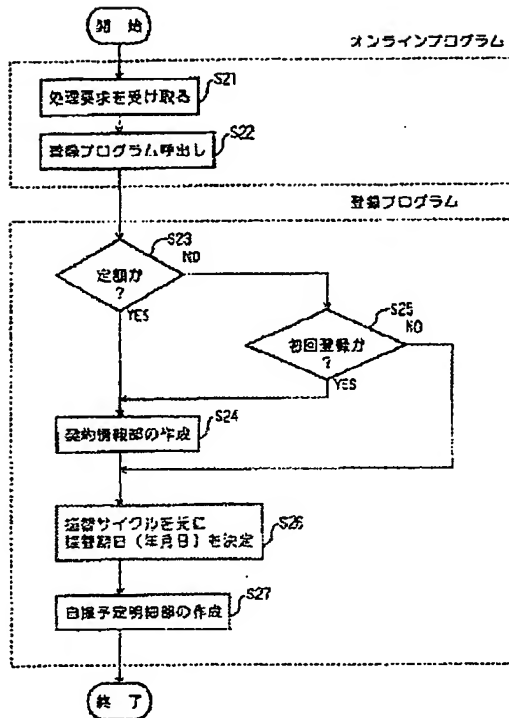 開 始
オンラインプログラム
処理要求を受け取る
S21
登録プログラム呼出し
S22
登録プログラム
定額か
?
S23
NO
YES
初回登録か
?
S25
NO
YES
契約情報部の作成
S24
振替サイクルを元に
振替期日（年月日）を決定
S26
自振予定明細部の作成
S27
終 了